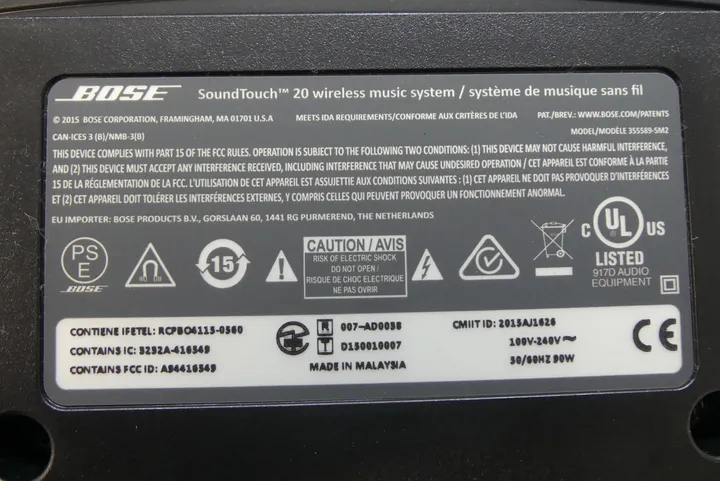 BOSE SoundTouch™ 20 wireless music system / système de musique sans fil
© 2015 BOSE CORPORATION, FRAMINGHAM, MA 01701 U.S.A MEETS IDA REQUIREMENTS/CONFORME AUX CRITÈRES DE L'IDA PAT./BREV.: WWW.BOSE.COM/PATENTS
CAN-ICES 3 (B)/NMB-3(B) MODEL/MODÈLE 355589-SM2
THIS DEVICE COMPLIES WITH PART 15 OF THE FCC RULES. OPERATION IS SUBJECT TO THE FOLLOWING TWO CONDITIONS: (1) THIS DEVICE MAY NOT CAUSE HARMFUL INTERFERENCE,
AND (2) THIS DEVICE MUST ACCEPT ANY INTERFERENCE RECEIVED, INCLUDING INTERFERENCE THAT MAY CAUSE UNDESIRED OPERATION / CET APPAREIL EST CONFORME À LA PARTIE
15 DE LA RÉGLEMENTATION DE LA FCC. L'UTILISATION DE CET APPAREIL EST ASSUJETTIE AUX CONDITIONS SUIVANTES : (1) CET APPAREIL NE DOIT PAS PROVOQUER D'INTERFÉRENCES
ET (2) CET APPAREIL DOIT TOLÉRER LES INTERFÉRENCES EXTERNES, Y COMPRIS CELLES QUI PEUVENT PROVOQUER UN FONCTIONNEMENT ANORMAL.
EU IMPORTER: BOSE PRODUCTS B.V., GORSLAAN 60, 1441 RG PURMEREND, THE NETHERLANDS
PS
E
BOSE
15
CAUTION / AVIS
RISK OF ELECTRIC SHOCK
DO NOT OPEN
RISQUE DE CHOC ELECTRIQUE
NE PAS OVRIR
C UL US
LISTED
917D AUDIO
EQUIPMENT
CONTIENE IFETEL: RCPBO4113-0560
CONTAINS IC: 3232A-416349
CONTAINS FCC ID: A94416349
R 007-AD0038
T D130010007
MADE IN MALAYSIA
CMIIT ID: 2013AJ1626
100V-240V~
50/60HZ 90W
CE